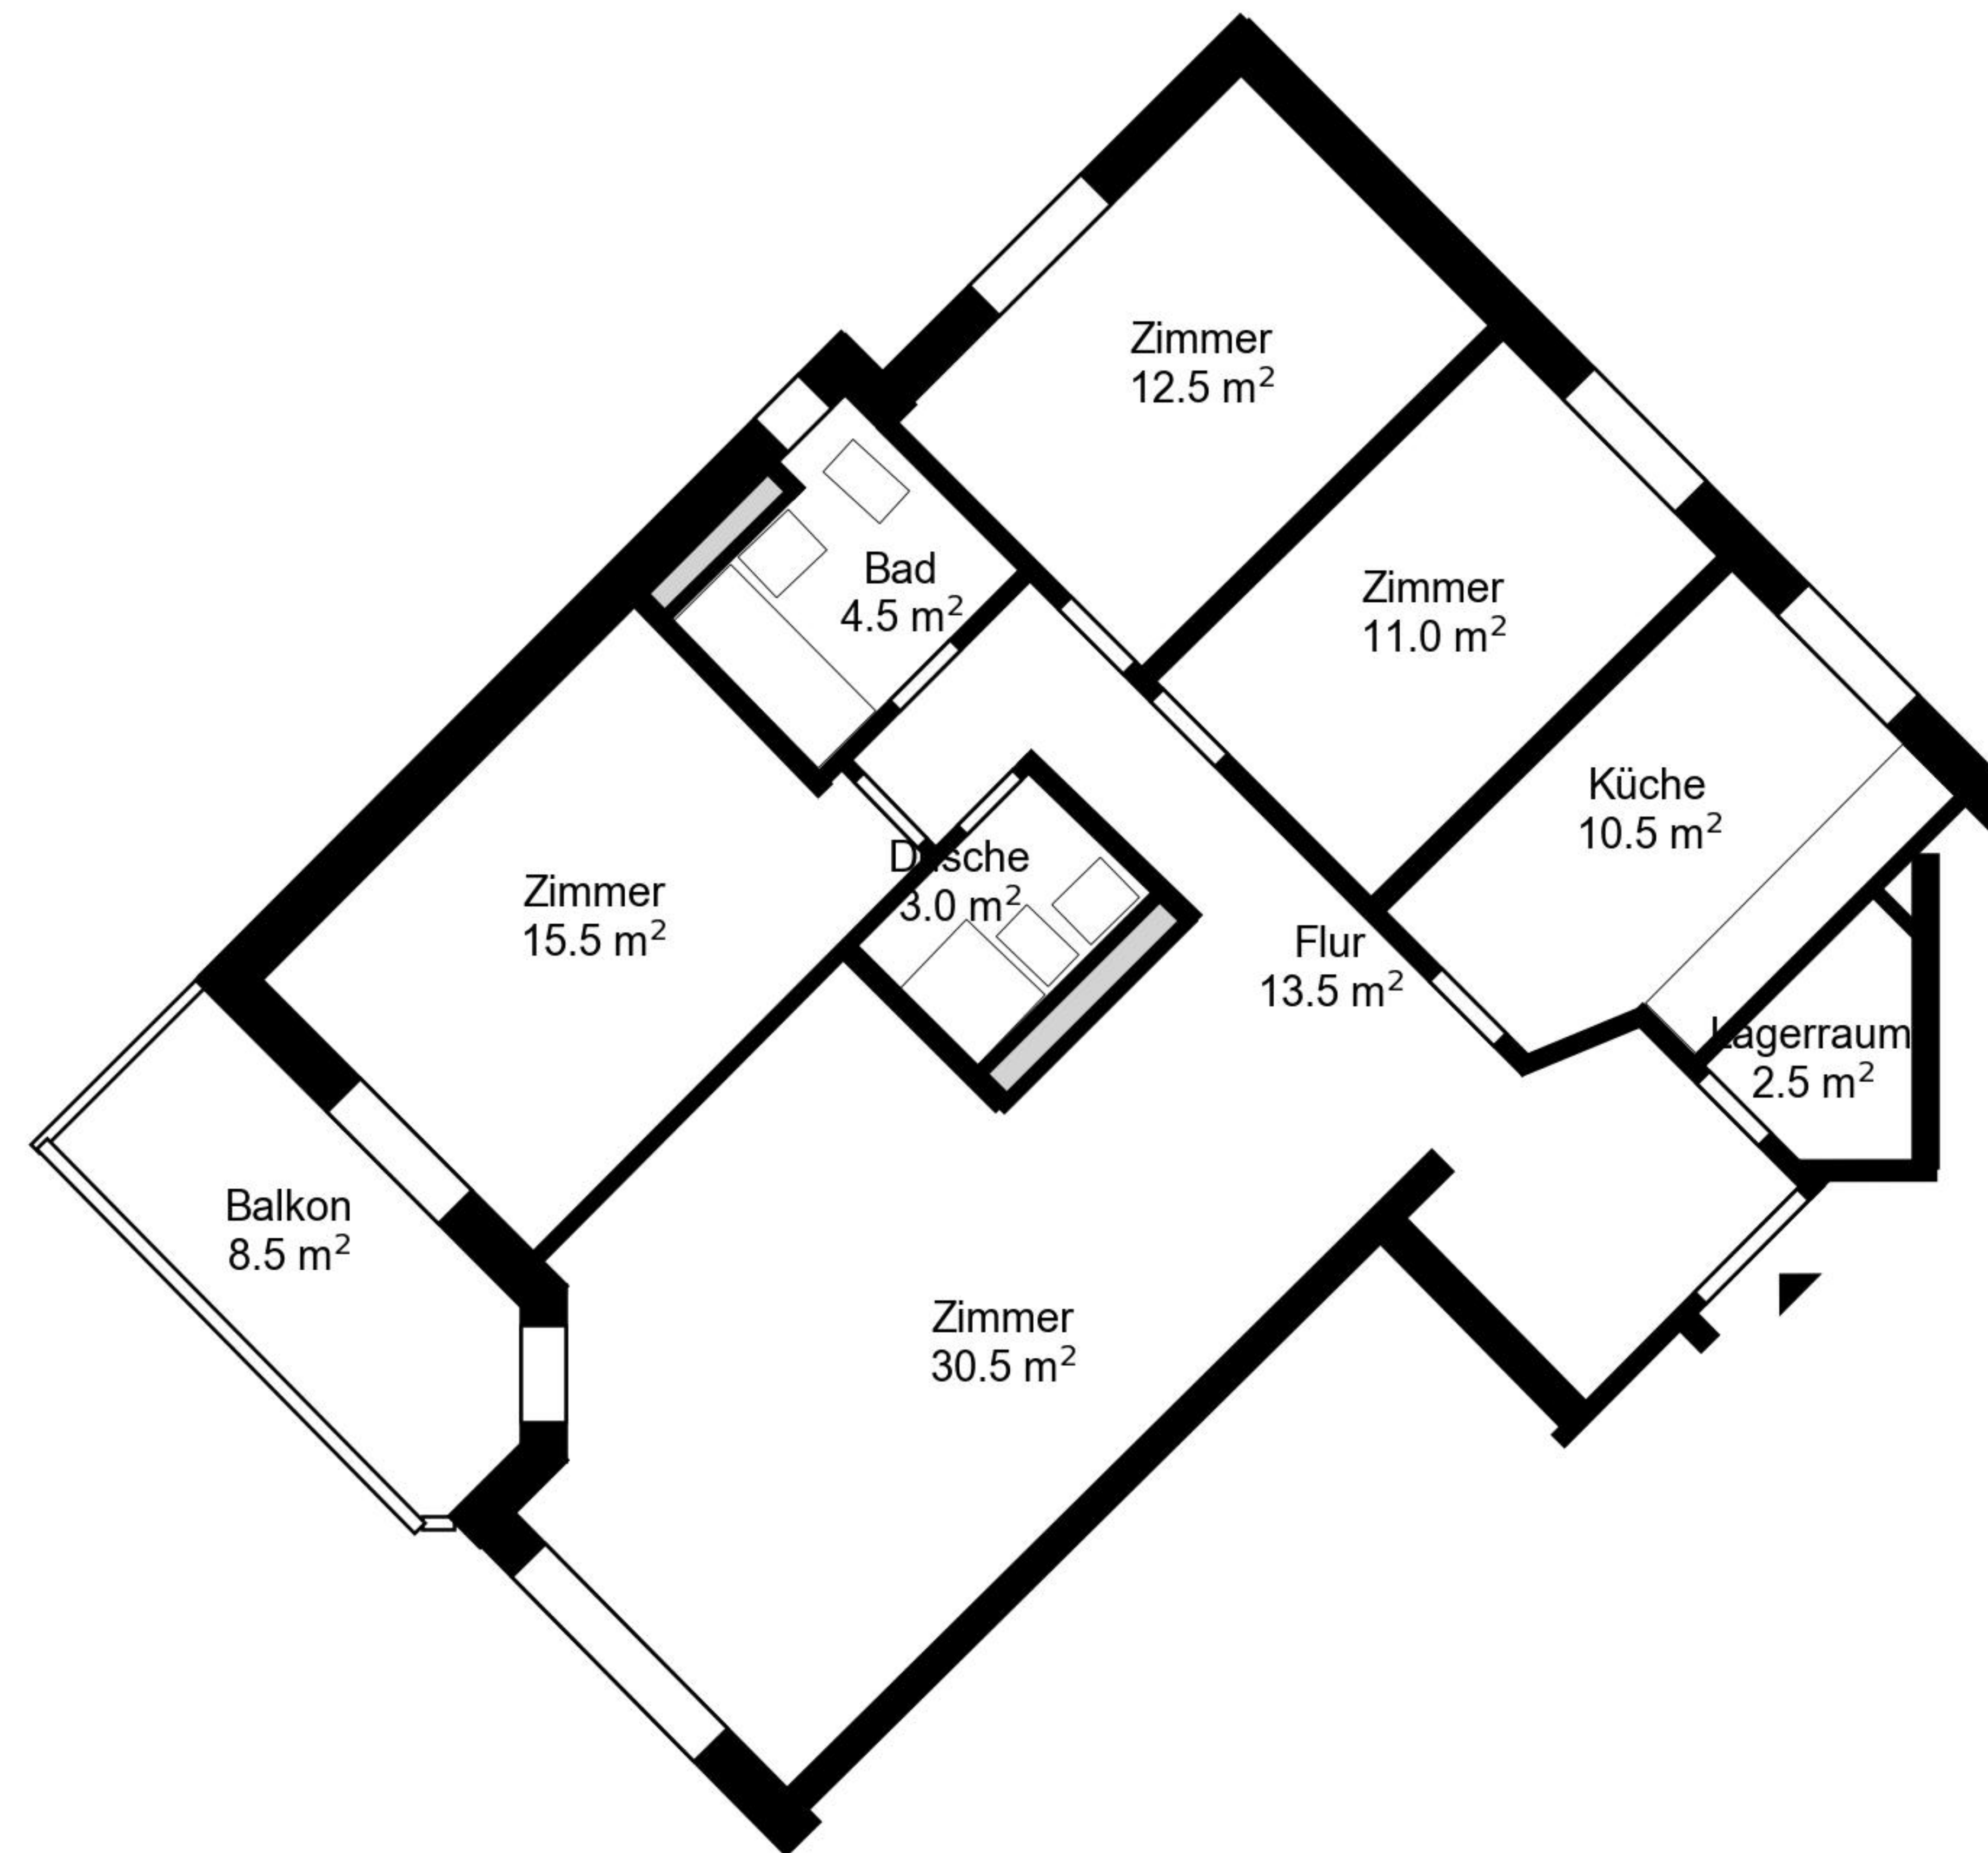 Zimmer
12.5 m²
Bad
4.5 m²
Zimmer
11.0 m²
Küche
10.5 m²
Dusche
3.0 m²
Zimmer
15.5 m²
Flur
13.5 m²
Lagerraum
2.5 m²
Balkon
8.5 m²
Zimmer
30.5 m²